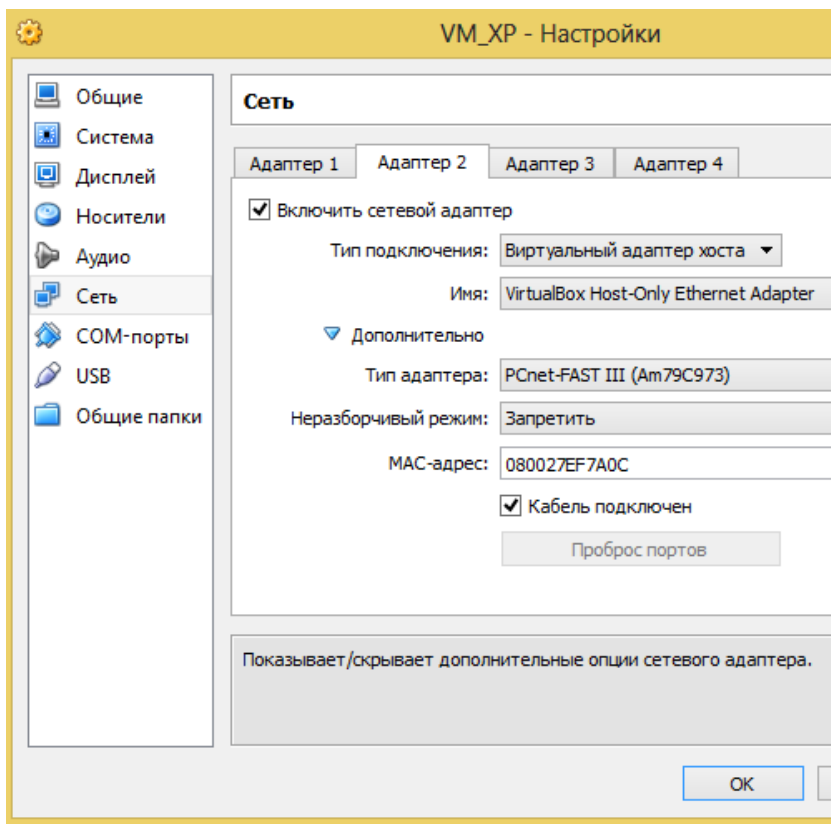 VM_XP - Настройки
Общие
Система
Дисплей
Носители
Аудио
Сеть
COM-порты
USB
Общие папки
Сеть
Адаптер 1 Адаптер 2 Адаптер 3 Адаптер 4
Включить сетевой адаптер
Тип подключения: Виртуальный адаптер хоста
Имя: VirtualBox Host-Only Ethernet Adapter
Дополнительно
Тип адаптера: PCnet-FAST III (Am79C973)
Неразборчивый режим: Запретить
MAC-адрес: 080027EF7A0C
Кабель подключен
Проброс портов
Показывает/скрывает дополнительные опции сетевого адаптера.
OK